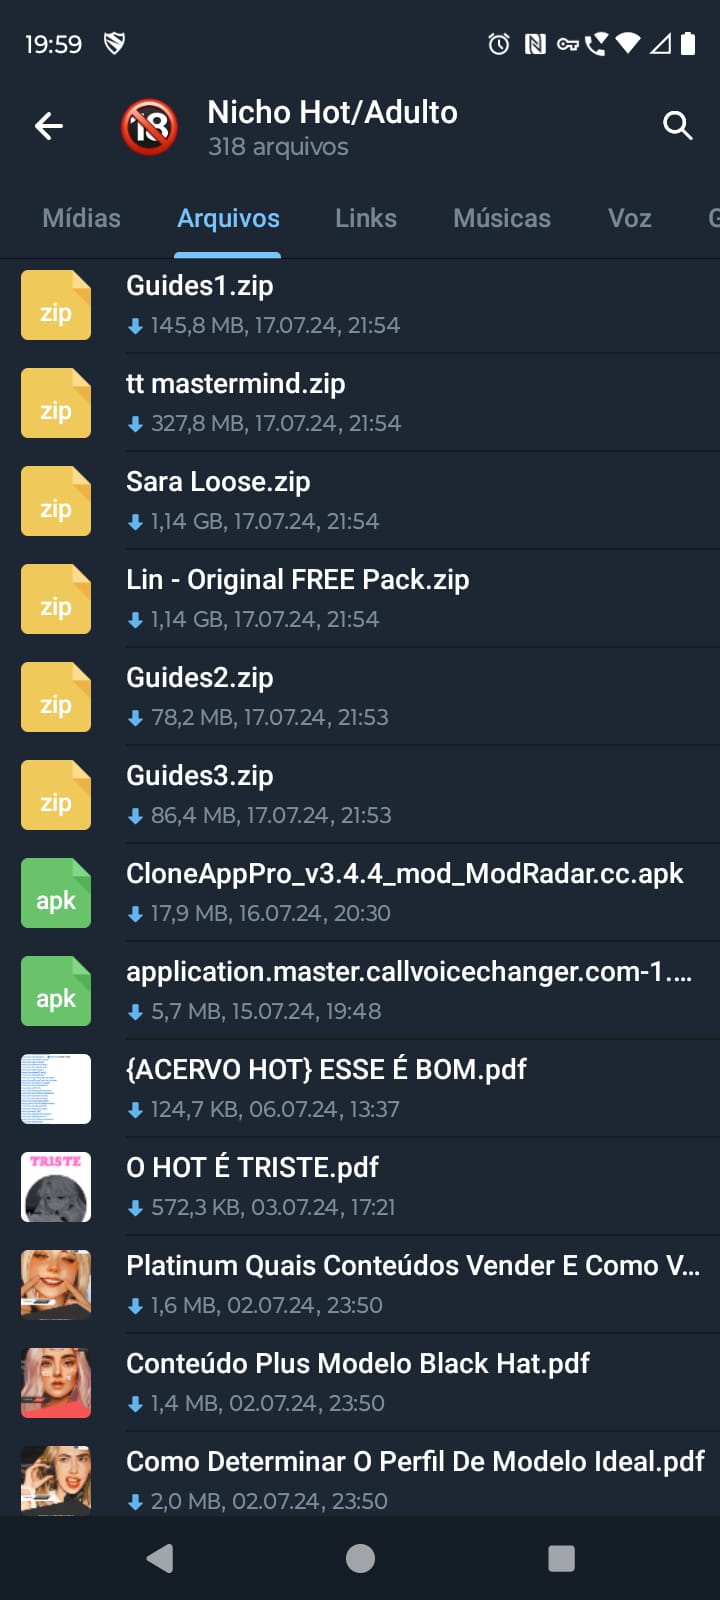 19:59
Nicho Hot/Adulto
318 arquivos
Mídias Arquivos Links Músicas Voz G
zip
Guides1.zip
145,8 MB, 17.07.24, 21:54
zip
tt mastermind.zip
327,8 MB, 17.07.24, 21:54
zip
Sara Loose.zip
1,14 GB, 17.07.24, 21:54
zip
Lin - Original FREE Pack.zip
1,14 GB, 17.07.24, 21:54
zip
Guides2.zip
78,2 MB, 17.07.24, 21:53
zip
Guides3.zip
86,4 MB, 17.07.24, 21:53
apk
CloneAppPro_v3.4.4_mod_ModRadar.cc.apk
17,9 MB, 16.07.24, 20:30
apk
application.master.callvoicechanger.com-1....
5,7 MB, 15.07.24, 19:48
{ACERVO HOT} ESSE É BOM.pdf
124,7 KB, 06.07.24, 13:37
TRISTE
O HOT É TRISTE.pdf
572,3 KB, 03.07.24, 17:21
Platinum Quais Conteúdos Vender E Como V...
1,6 MB, 02.07.24, 23:50
Conteúdo Plus Modelo Black Hat.pdf
1,4 MB, 02.07.24, 23:50
Como Determinar O Perfil De Modelo Ideal.pdf
2,0 MB, 02.07.24, 23:50